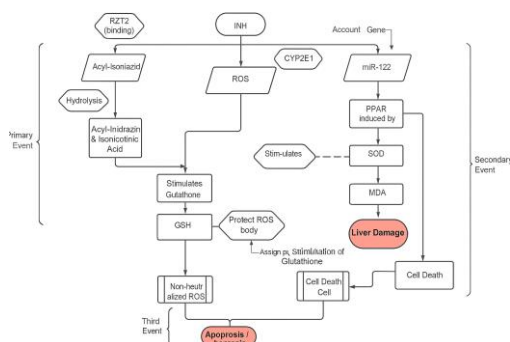 RZT2
(binding)
INH
Account Gene
Acyl-Isoniazid
ROS
CYP2E1
miR-122
Hydrolysis
PPAR
induced by
Primary
Event
Acyl-Inidrazin
& Isonicotinic
Acid
Stim-ulates
SOD
Secondary
Event
Stimulates
Gutathone
MDA
GSH
Protect ROS
body
Liver Damage
Assign Stimulation of
Glutathione
Cell Death
Non-heutr
alized ROS
Cell Death
Cell
Third
Event
Apoprosis /